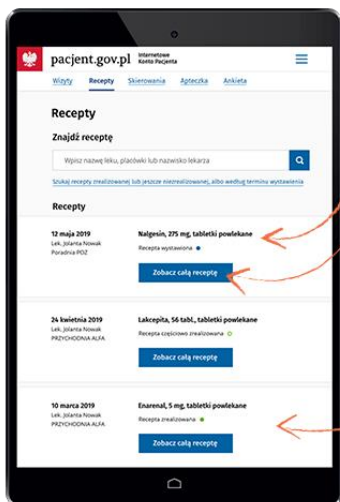 pacjent.gov.pl Internetowe Konto Pacjenta
Wizyty Recepty Skierowania Apteczka Ankieta
Recepty
Znajdź receptę
Wpisz nazwę leku, placówki lub nazwisko lekarza
Szukaj recepty zrealizowanej lub jeszcze niezrealizowanej, albo według terminu wystawienia
Recepty
12 maja 2019
Lek. Jolanta Nowak
Poradnia POZ
Nalgesin, 275 mg, tabletki powlekane
Recepta wystawiona
Zobacz całą receptę
24 kwietnia 2019
Lek. Jolanta Nowak
PRZYCHODNIA ALFA
Lakcepita, 56 tabl., tabletki powlekane
Recepta częściowo zrealizowana
Zobacz całą receptę
10 marca 2019
Lek. Jolanta Nowak
PRZYCHODNIA ALFA
Enarenal, 5 mg, tabletki powlekane
Recepta zrealizowana
Zobacz całą receptę